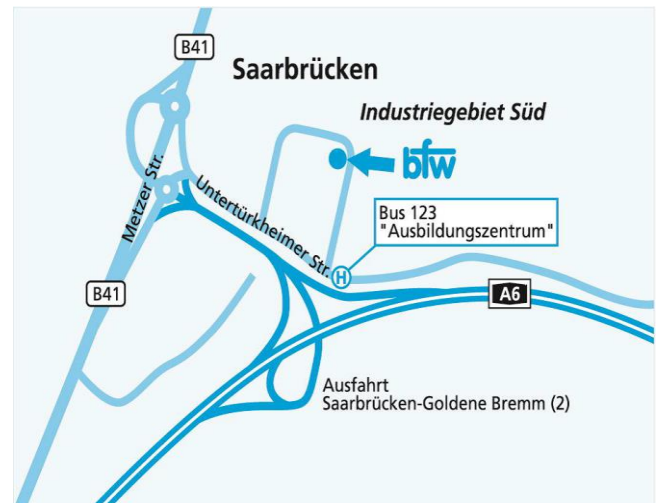 B41
Saarbrücken
Industriegebiet Süd
bfw
Metzer Str.
Untertürkheimer Str.
Bus 123
"Ausbildungszentrum"
H
B41
A6
Ausfahrt
Saarbrücken-Goldene Bremm (2)